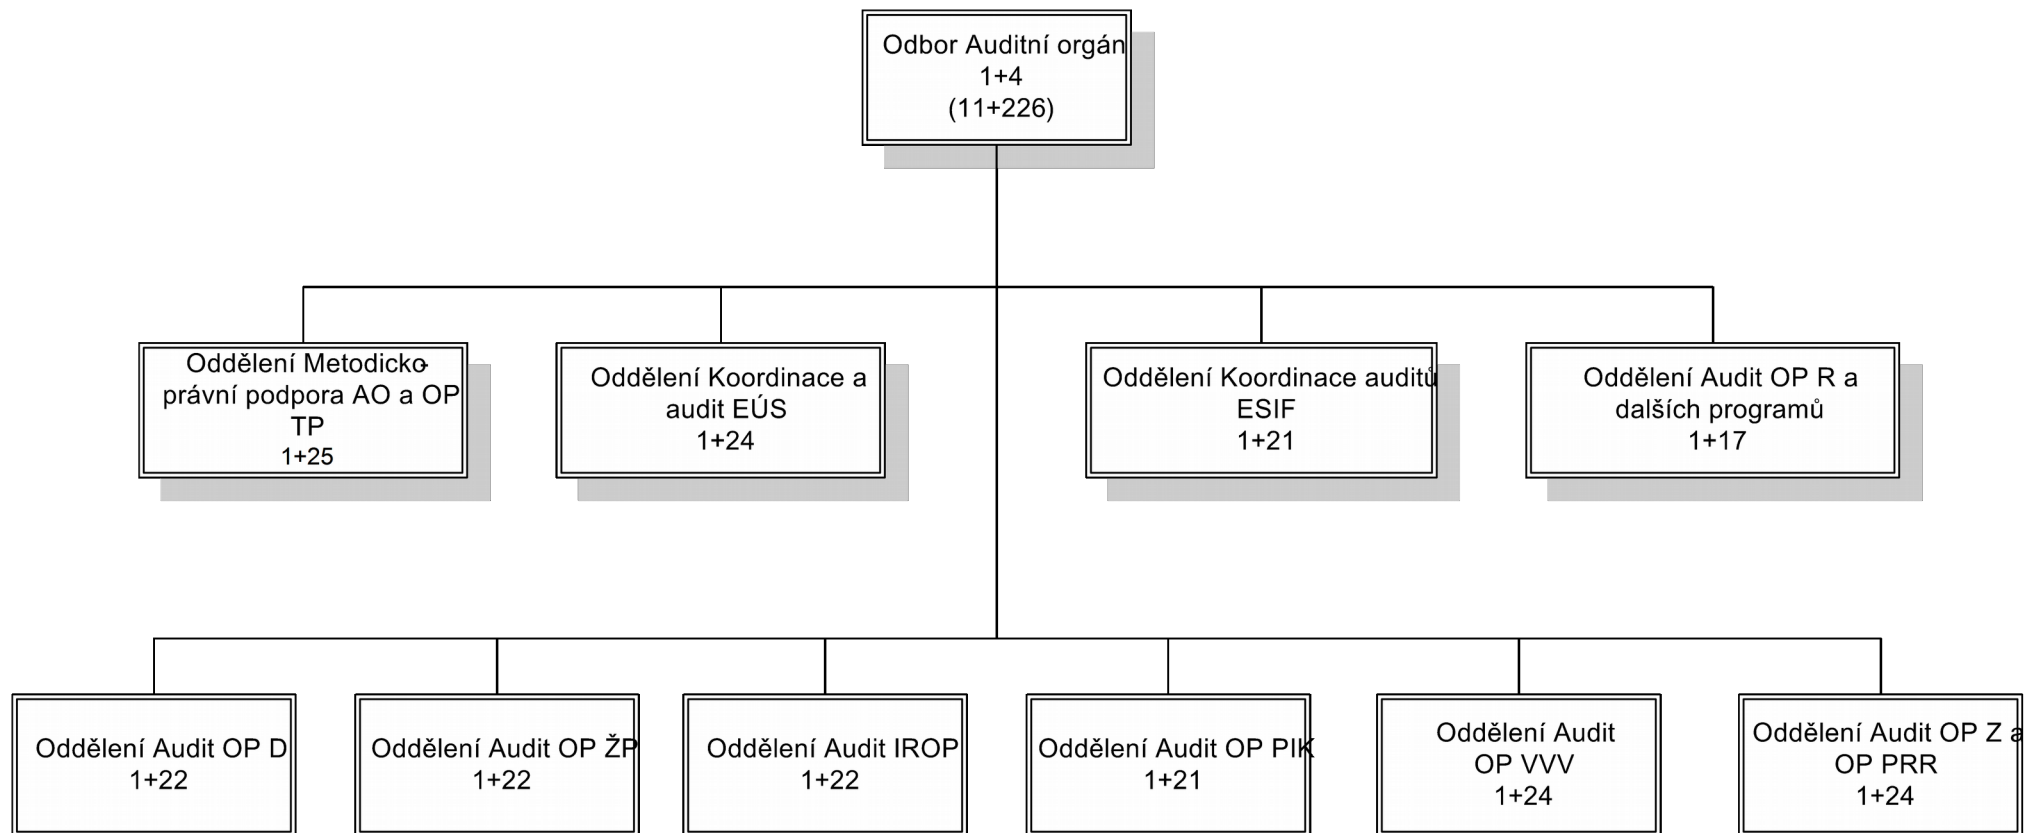 Odbor Auditní orgán
1+4
(11+226)
Oddělení Metodicko-
právní podpora AO a OP
TP
1+25
Oddělení Koordinace a
audit EÚS
1+24
Oddělení Koordinace auditů
ESIF
1+21
Oddělení Audit OP R a
dalších programů
1+17
Oddělení Audit OP D
1+22
Oddělení Audit OP ŽP
1+22
Oddělení Audit IROP
1+22
Oddělení Audit OP PIK
1+21
Oddělení Audit
OP VVV
1+24
Oddělení Audit OP Z a
OP PRR
1+24